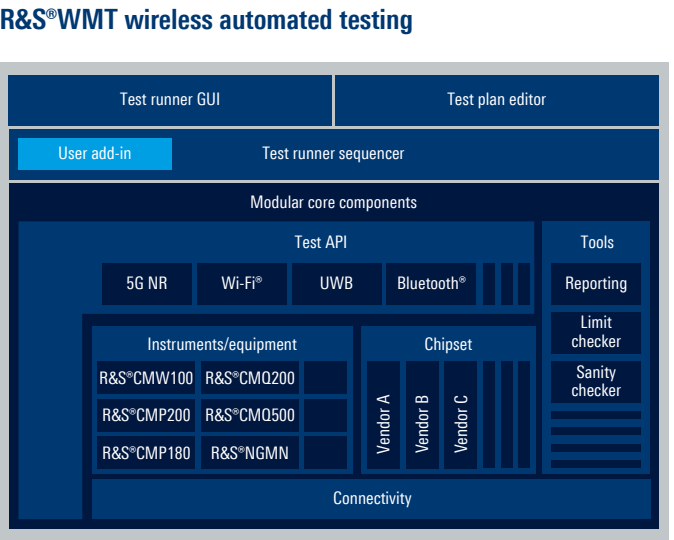 R&S®WMT wireless automated testing
Test runner GUI
Test plan editor
User add-in
Test runner sequencer
Modular core components
Test API
Tools
5G NR
Wi-Fi®
UWB
Bluetooth®
Reporting
Limit
checker
Sanity
checker
Instruments/equipment
Chipset
R&S®CMW100
R&S®CMQ200
R&S®CMP200
R&S®CMQ500
R&S®CMP180
R&S®NGMN
Vendor A
Vendor B
Vendor C
Connectivity